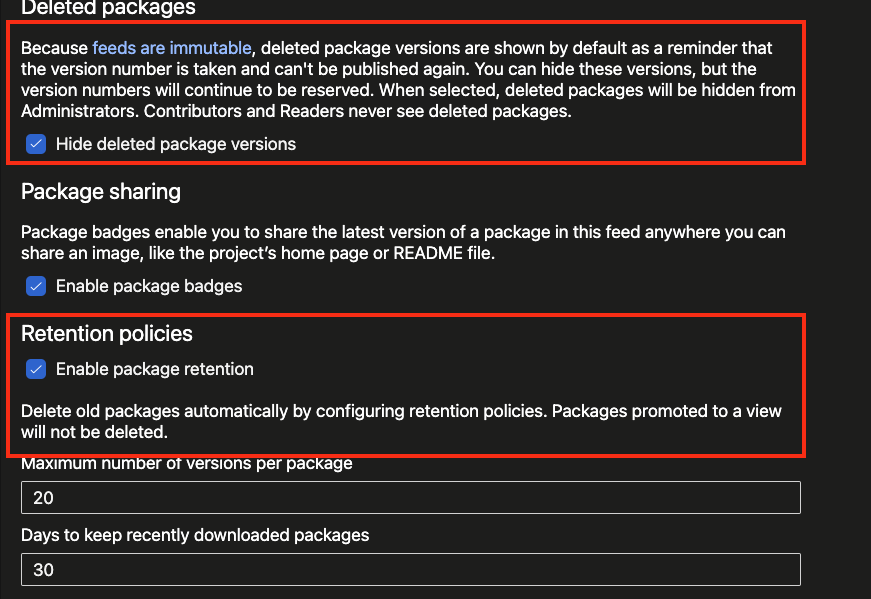 Deleted packages
Because feeds are immutable, deleted package versions are shown by default as a reminder that
the version number is taken and can't be published again. You can hide these versions, but the
version numbers will continue to be reserved. When selected, deleted packages will be hidden from
Administrators. Contributors and Readers never see deleted packages.
Hide deleted package versions
Package sharing
Package badges enable you to share the latest version of a package in this feed anywhere you can
share an image, like the project’s home page or README file.
Enable package badges
Retention policies
Enable package retention
Delete old packages automatically by configuring retention policies. Packages promoted to a view
will not be deleted.
Maximum number of versions per package
20
Days to keep recently downloaded packages
30